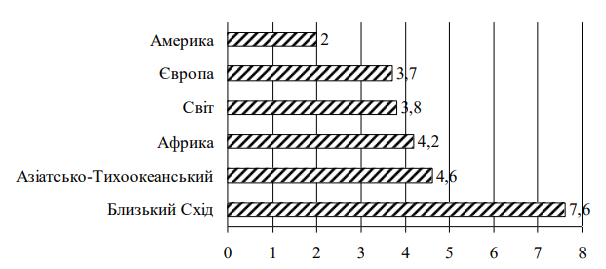 Америка 2
Європа 3,7
Світ 3,8
Африка 4,2
Азіатсько-Тихоокеанський 4,6
Близький Схід 7,6
0 1 2 3 4 5 6 7 8